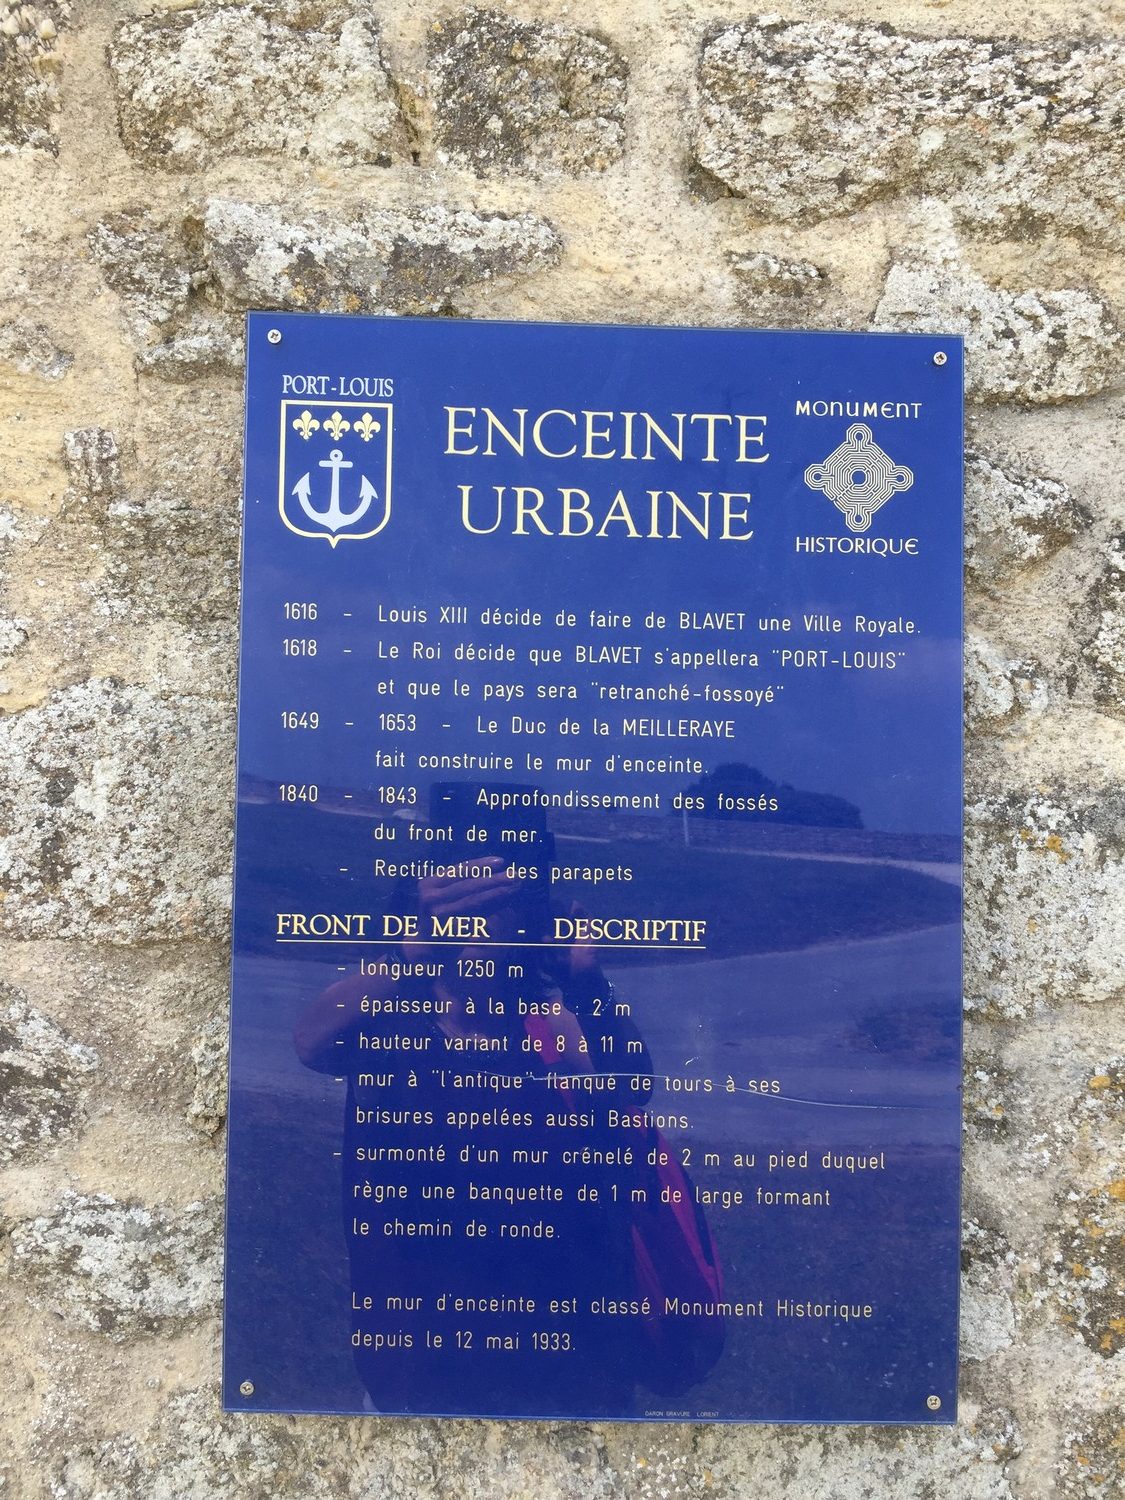 PORT-LOUIS
ENCEINTE
URBAINE
MONUMENT
HISTORIQUE
1616 - Louis XIII décide de faire de BLAVET une Ville Royale.
1618 - Le Roi décide que BLAVET s'appellera "PORT-LOUIS"
et que le pays sera "retranché-fossoyé"
1649 - 1653 - Le Duc de la MEILLERAYE
fait construire le mur d'enceinte.
1840 - 1843 - Approfondissement des fossés
du front de mer.
- Rectification des parapets
FRONT DE MER - DESCRIPTIF
- longueur 1250 m
- épaisseur à la base : 2 m
- hauteur variant de 8 à 11 m
- mur à "l'antique" flanqué de tours à ses
brisures appelées aussi Bastions.
- surmonté d'un mur crénelé de 2 m au pied duquel
règne une banquette de 1 m de large formant
le chemin de ronde.
Le mur d'enceinte est classé Monument Historique
depuis le 12 mai 1933.
DARON GRAVURE LORIENT